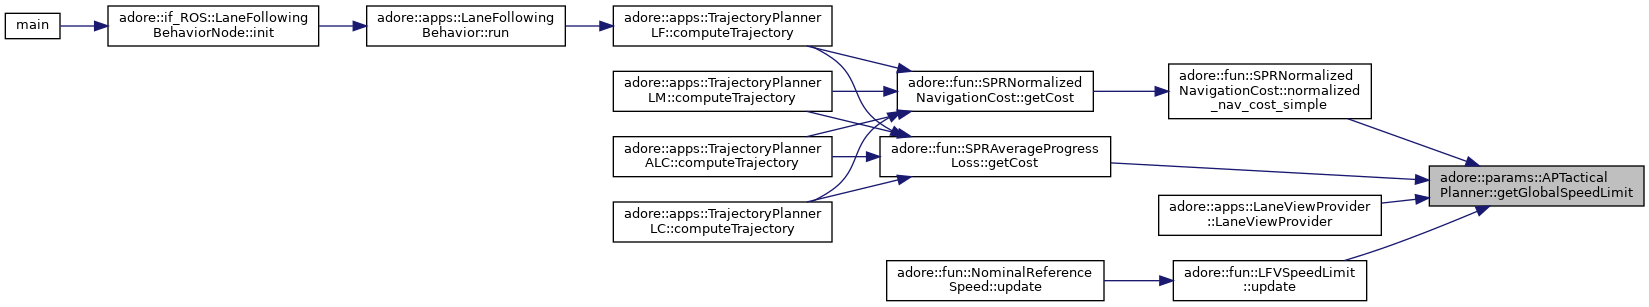 main
adore::if_ROS::LaneFollowing
BehaviorNode::init
adore::apps::LaneFollowing
Behavior::run
adore::apps::TrajectoryPlanner
LF::computeTrajectory
adore::apps::TrajectoryPlanner
LM::computeTrajectory
adore::apps::TrajectoryPlanner
ALC::computeTrajectory
adore::apps::TrajectoryPlanner
LC::computeTrajectory
adore::fun::SPRNormalized
NavigationCost::getCost
adore::fun::SPRAverageProgress
Loss::getCost
adore::fun::NominalReference
Speed::update
adore::fun::SPRNormalized
NavigationCost::normalized
_nav_cost_simple
adore::apps::LaneViewProvider
::LaneViewProvider
adore::fun::LFVSpeedLimit
::update
adore::params::APTactical
Planner::getGlobalSpeedLimit